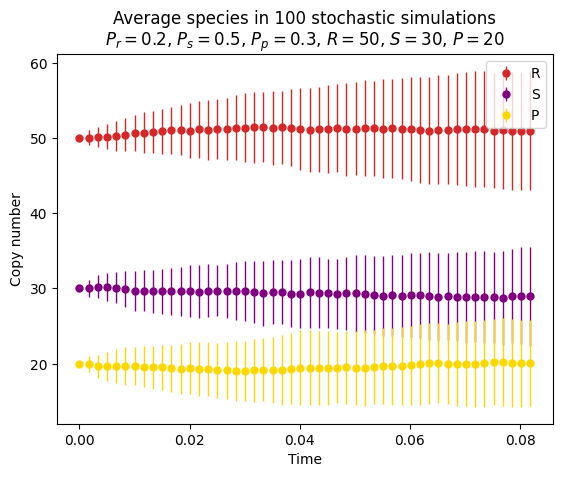 Average species in 100 stochastic simulations
P_r = 0.2, P_s = 0.5, P_p = 0.3, R = 50, S = 30, P = 20
R
S
P
60
50
40
30
20
Copy number
0.00 0.02 0.04 0.06 0.08
Time